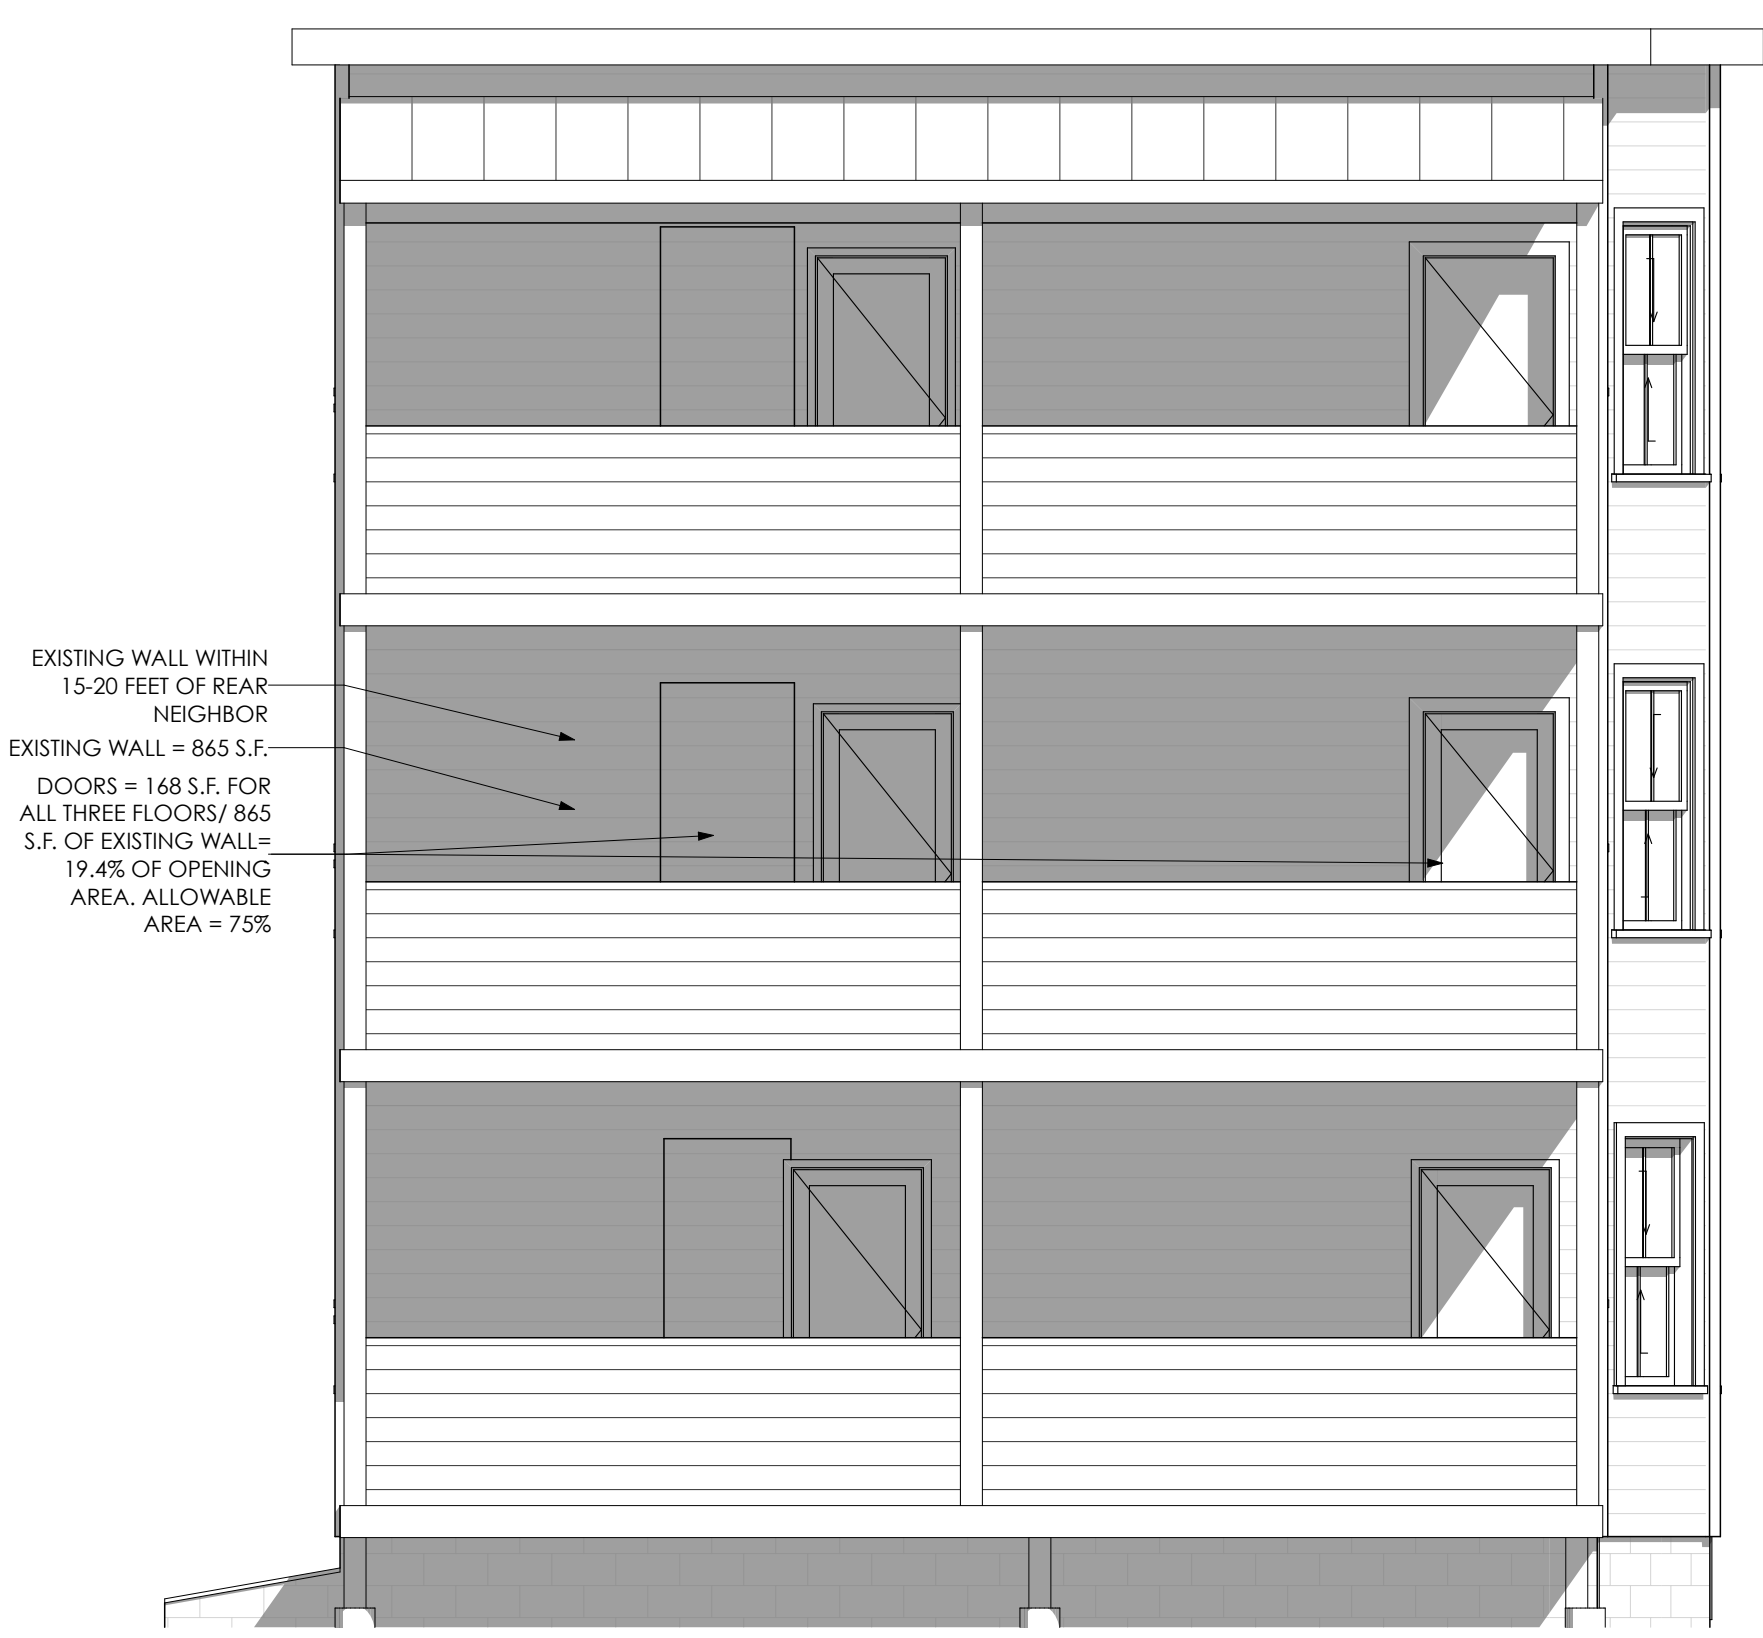 EXISTING WALL WITHIN
15-20 FEET OF REAR
NEIGHBOR
EXISTING WALL = 865 S.F.
DOORS = 168 S.F. FOR
ALL THREE FLOORS/ 865
S.F. OF EXISTING WALL=
19.4% OF OPENING
AREA. ALLOWABLE
AREA = 75%